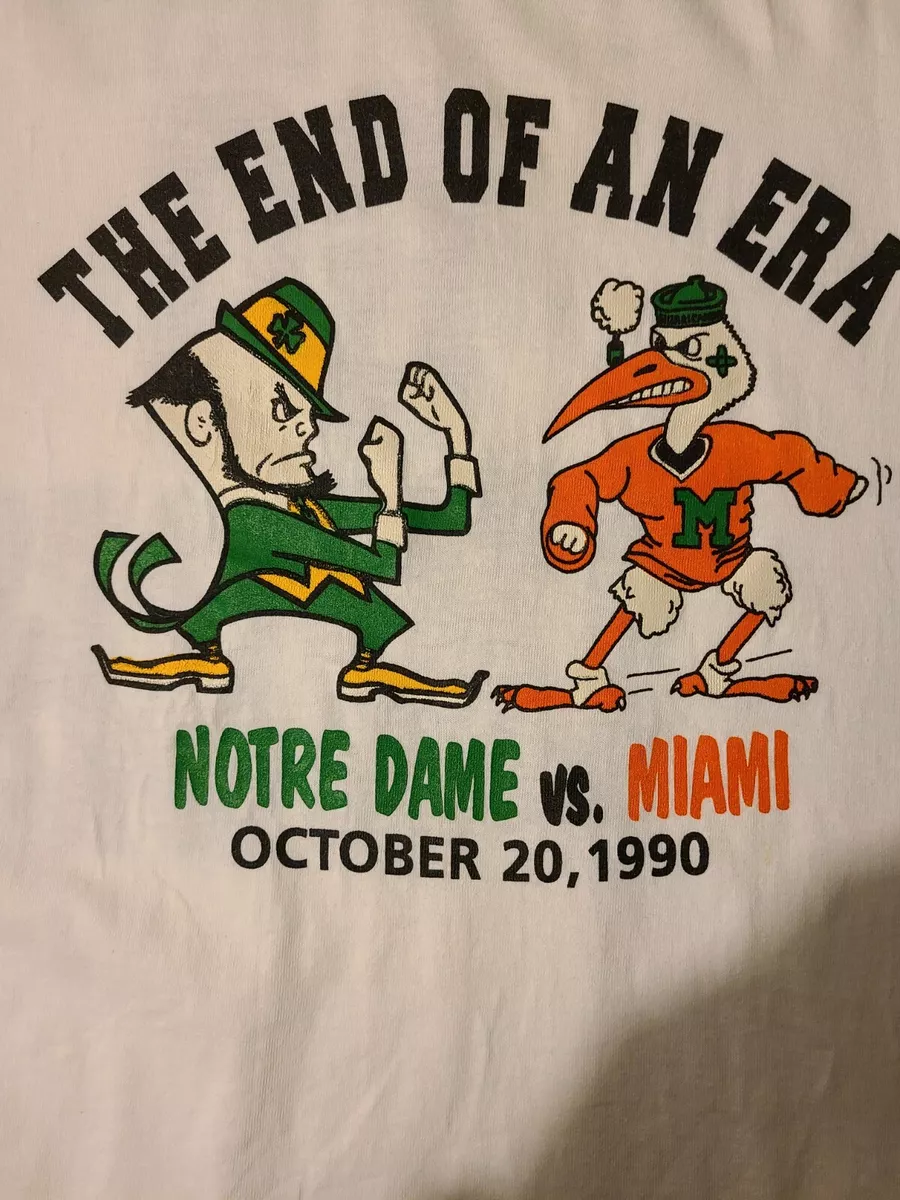 THE END OF AN ERA
M
NOTRE DAME vs. MIAMI
OCTOBER 20, 1990